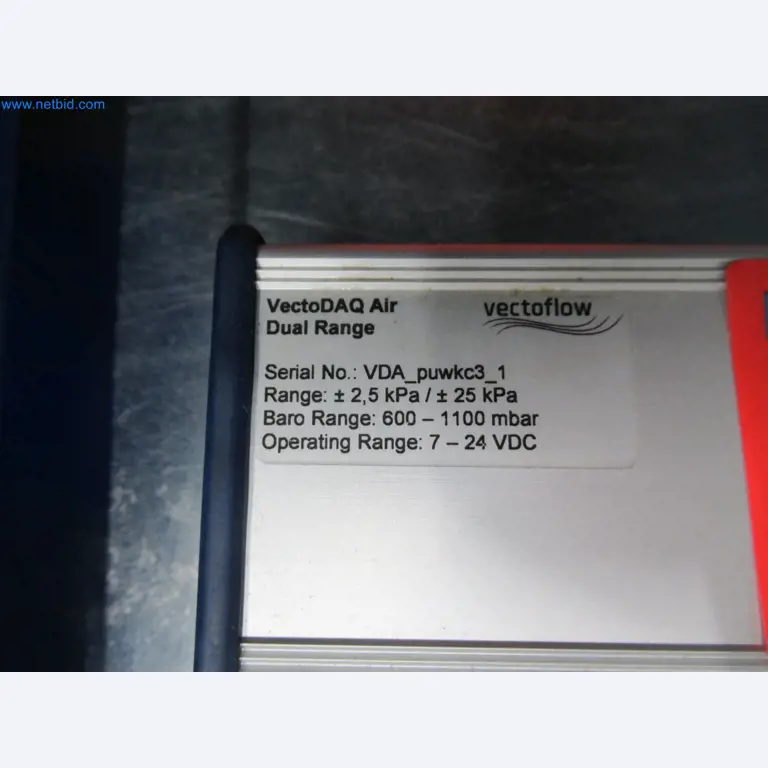 www.netbid.com
VectoDAQ Air
Dual Range
vectoflow
Serial No.: VDA_puwkc3_1
Range: ± 2,5 kPa / ± 25 kPa
Baro Range: 600 – 1100 mbar
Operating Range: 7 – 24 VDC